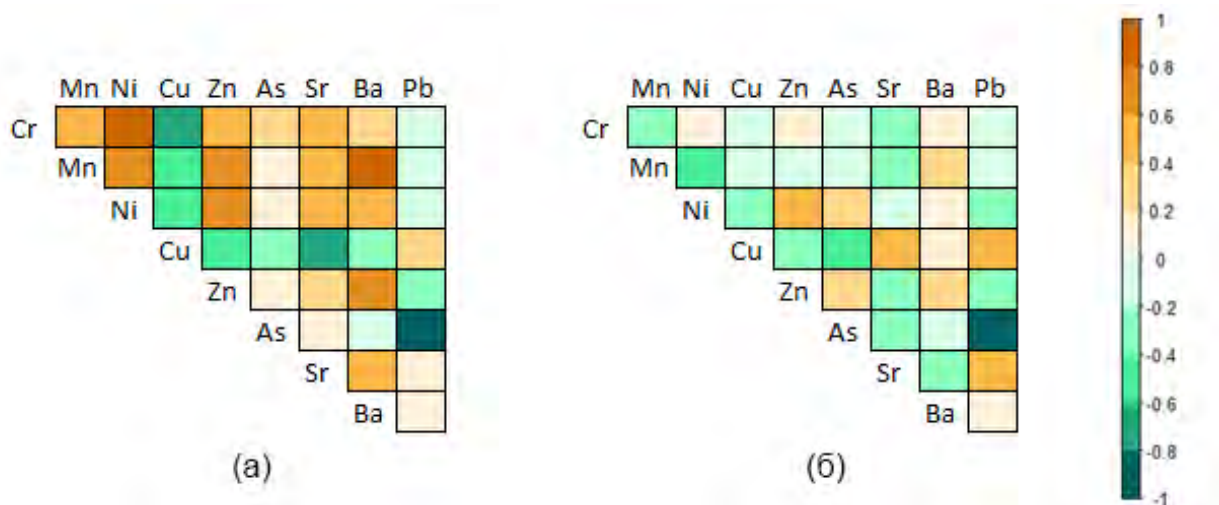 Mn Ni Cu Zn As Sr Ba Pb
Cr
Mn
Ni
Cu
Zn
As
Sr
Ba
(а)
Mn Ni Cu Zn As Sr Ba Pb
Cr
Mn
Ni
Cu
Zn
As
Sr
Ba
(б)
1
0.8
0.6
0.4
0.2
0
-0.2
-0.4
-0.6
-0.8
-1